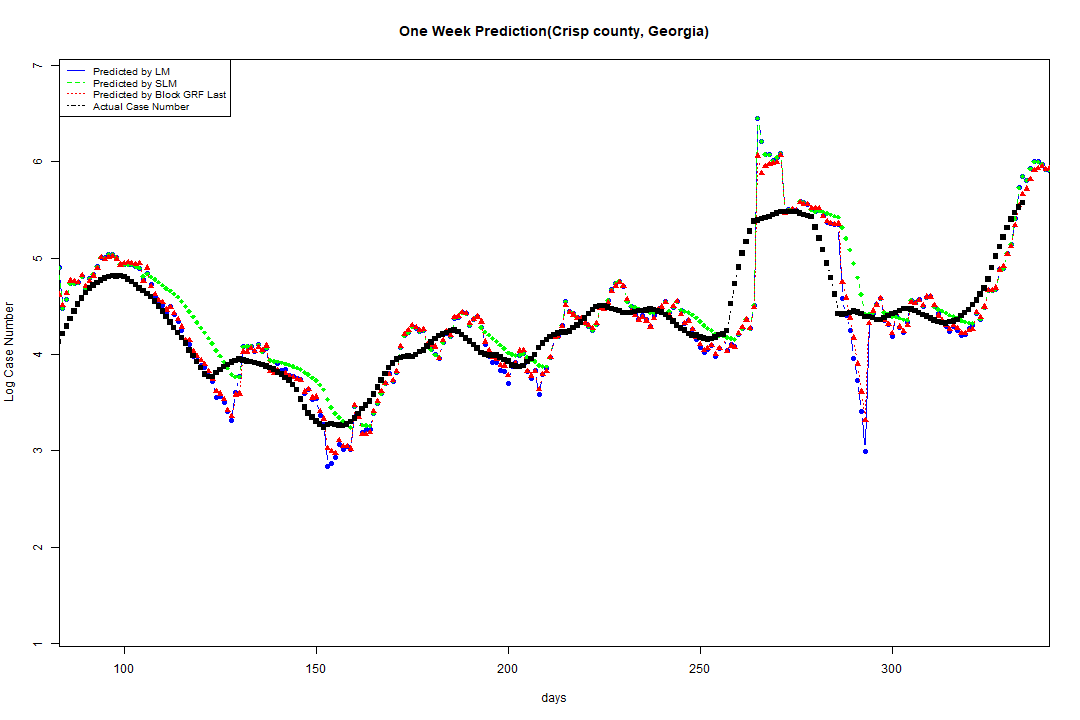 One Week Prediction(Crisp county, Georgia)
Predicted by LM
Predicted by SLM
Predicted by Block GRF Last
Actual Case Number
7
6
5
4
3
2
1
Log Case Number
100 150 200 250 300
days